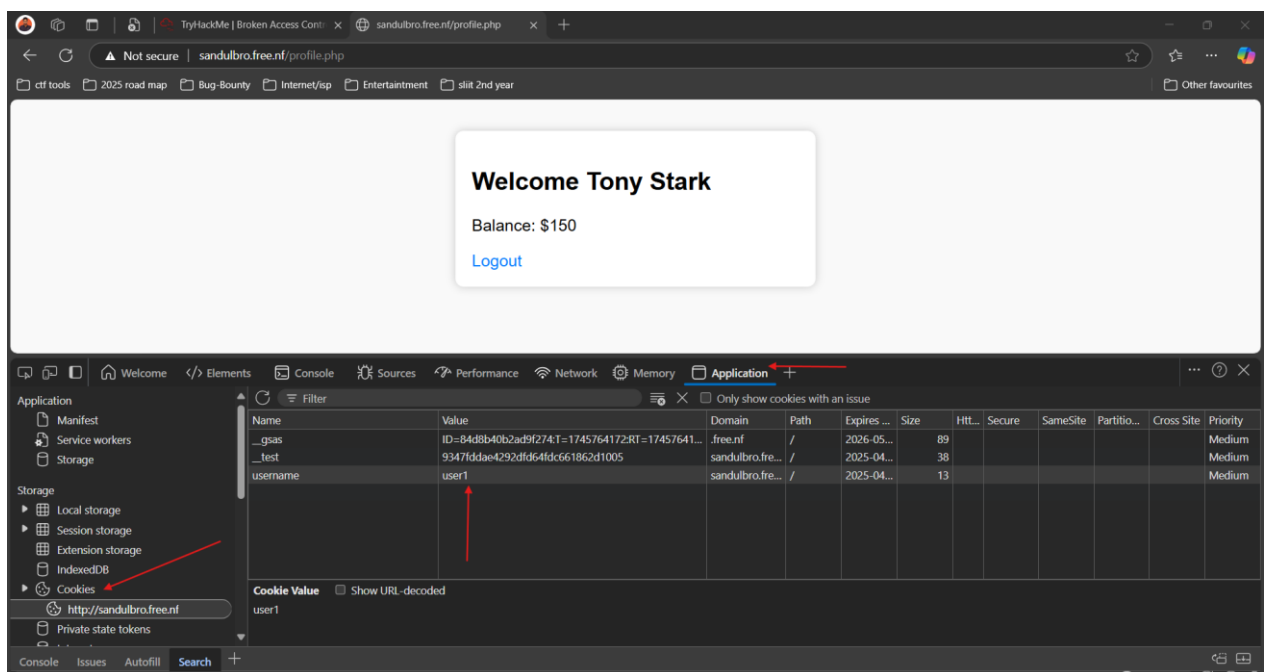 TryHackMe | Broken Access Contr
sandulbro.free.nf/profile.php
Not secure sandulbro.free.nf/profile.php
ctf tools 2025 road map Bug-Bounty Internet/isp Entertaintment sliit 2nd year Other favourites
Welcome Tony Stark
Balance: $150
Logout
Welcome Elements Console Sources Performance Network Memory Application
Application Filter Only show cookies with an issue
Manifest
Service workers
Storage
Name Value Domain Path Expires ... Size Htt... Secure SameSite Partitio... Cross Site Priority
__gsas ID=84d8b40b2ad9f274:T=1745764172:RT=17457641... .free.nf / 2026-05... 89 Medium
__test 9347fddae4292dfd64fdc661862d1005 sandulbro.fre... / 2025-04... 38 Medium
username user1 sandulbro.fre... / 2025-04... 13 Medium
Storage
Local storage
Session storage
Extension storage
IndexedDB
Cookies
http://sandulbro.free.nf
Private state tokens
Cookie Value Show URL-decoded
user1
Console Issues Autofill Search